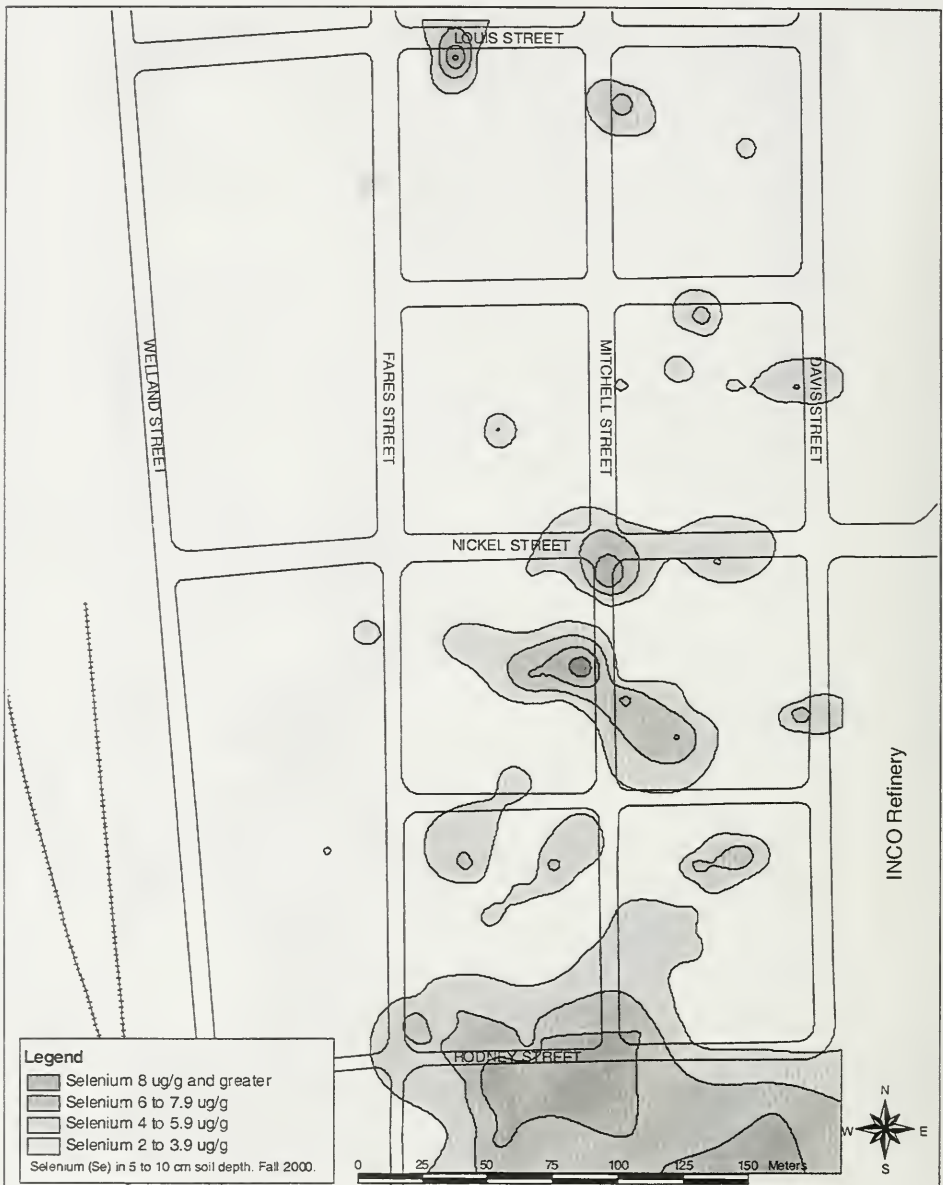 LOUIS STREET
WELLAND STREET
FARES STREET
MITCHELL STREET
DAVIS STREET
NICKEL STREET
INCO Refinery
RODNEY STREET
Legend
Selenium 8 ug/g and greater
Selenium 6 to 7.9 ug/g
Selenium 4 to 5.9 ug/g
Selenium 2 to 3.9 ug/g
Selenium (Se) in 5 to 10 cm soil depth. Fall 2000.
0 25 50 75 100 125 150 Meters
N
W E
S